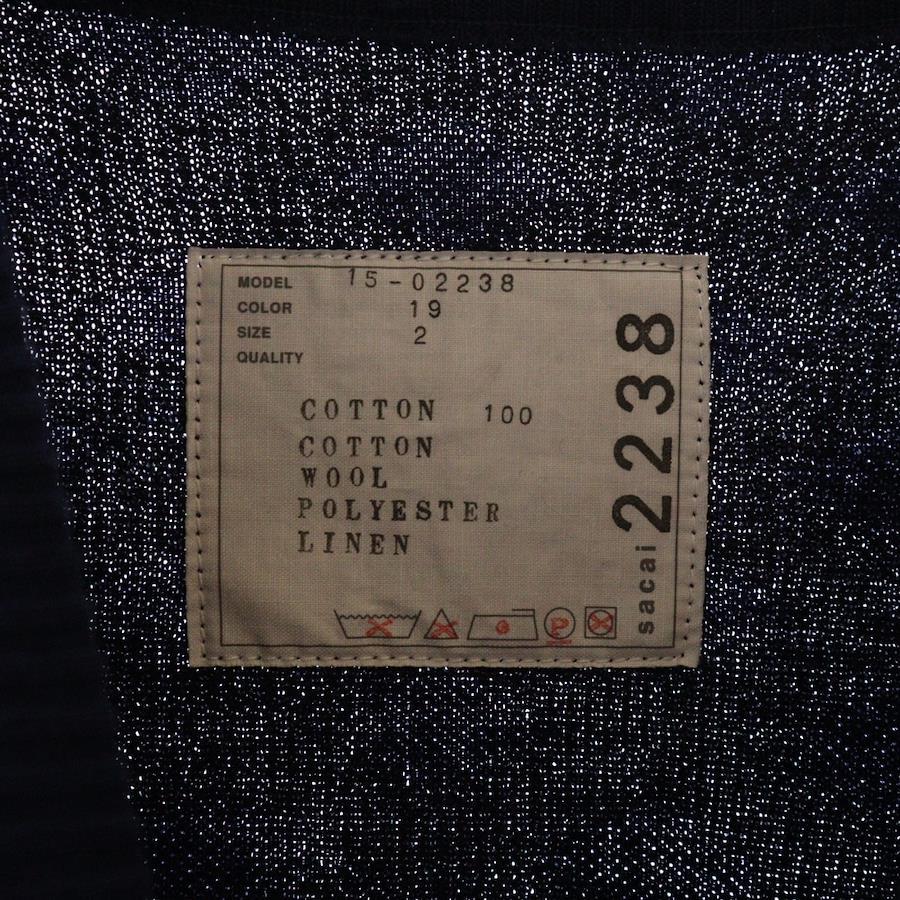 MODEL 15-02238
COLOR 19
SIZE 2
QUALITY
COTTON 100
COTTON
WOOL
POLYESTER
LINEN
P
sacai 2238